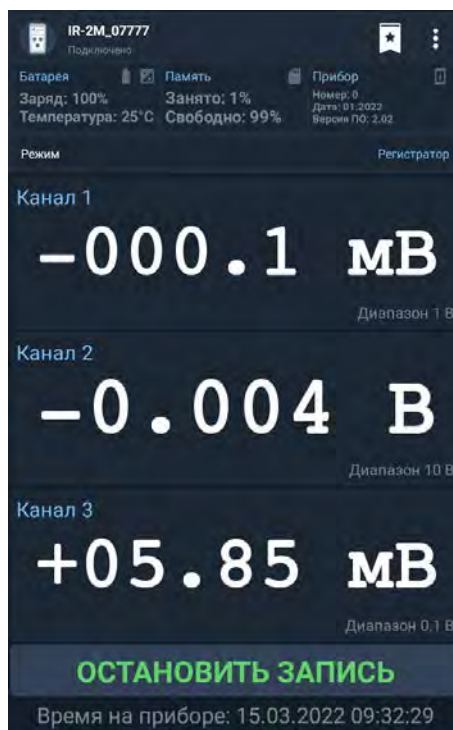 IR-2M_07777
Подключено
Батарея
Заряд: 100%
Температура: 25°C
Память
Занято: 1%
Свободно: 99%
Прибор
Номер: 0
Дата: 01.2022
Версия ПО: 2.02
Режим
Регистратор
Канал 1
-000.1 мВ
Диапазон 1 В
Канал 2
-0.004 В
Диапазон 10 В
Канал 3
+05.85 мВ
Диапазон 0,1 В
ОСТАНОВИТЬ ЗАПИСЬ
Время на приборе: 15.03.2022 09:32:29